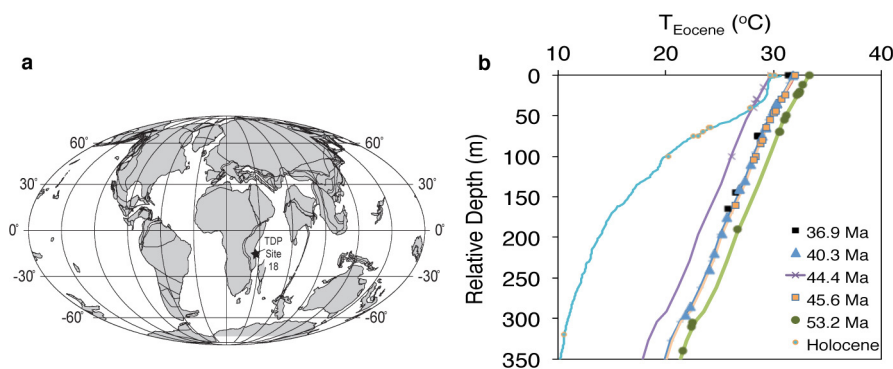 a
60°
60°
30°
30°
0°
0°
TDP
Site
18
-30°
-30°
-60°
-60°
b
T Eocene (°C)
10
20
30
40
Relative Depth (m)
0
50
100
150
200
250
300
350
36.9 Ma
40.3 Ma
44.4 Ma
45.6 Ma
53.2 Ma
Holocene